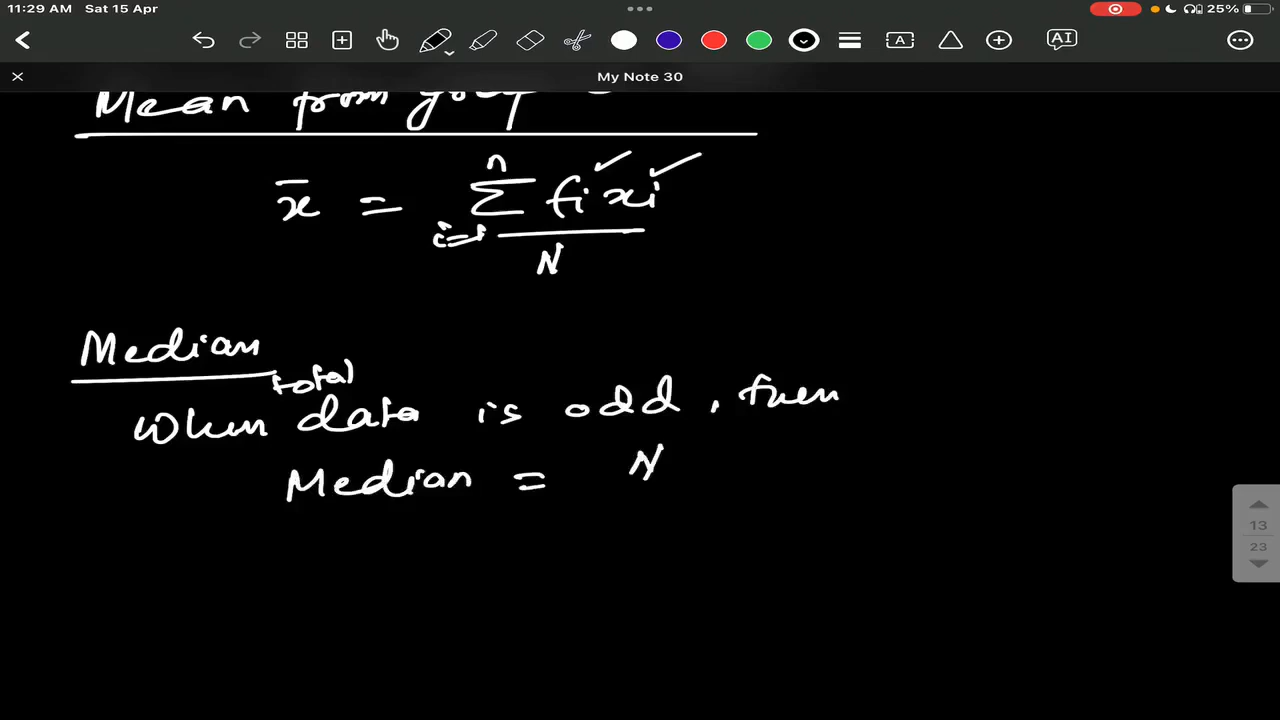 11:29 AM Sat 15 Apr
25%
A
AI
My Note 30
Mean from
x̄ = n Σ i=1 fi xi
N
Median
total
When data is odd, then
Median = N
13
23